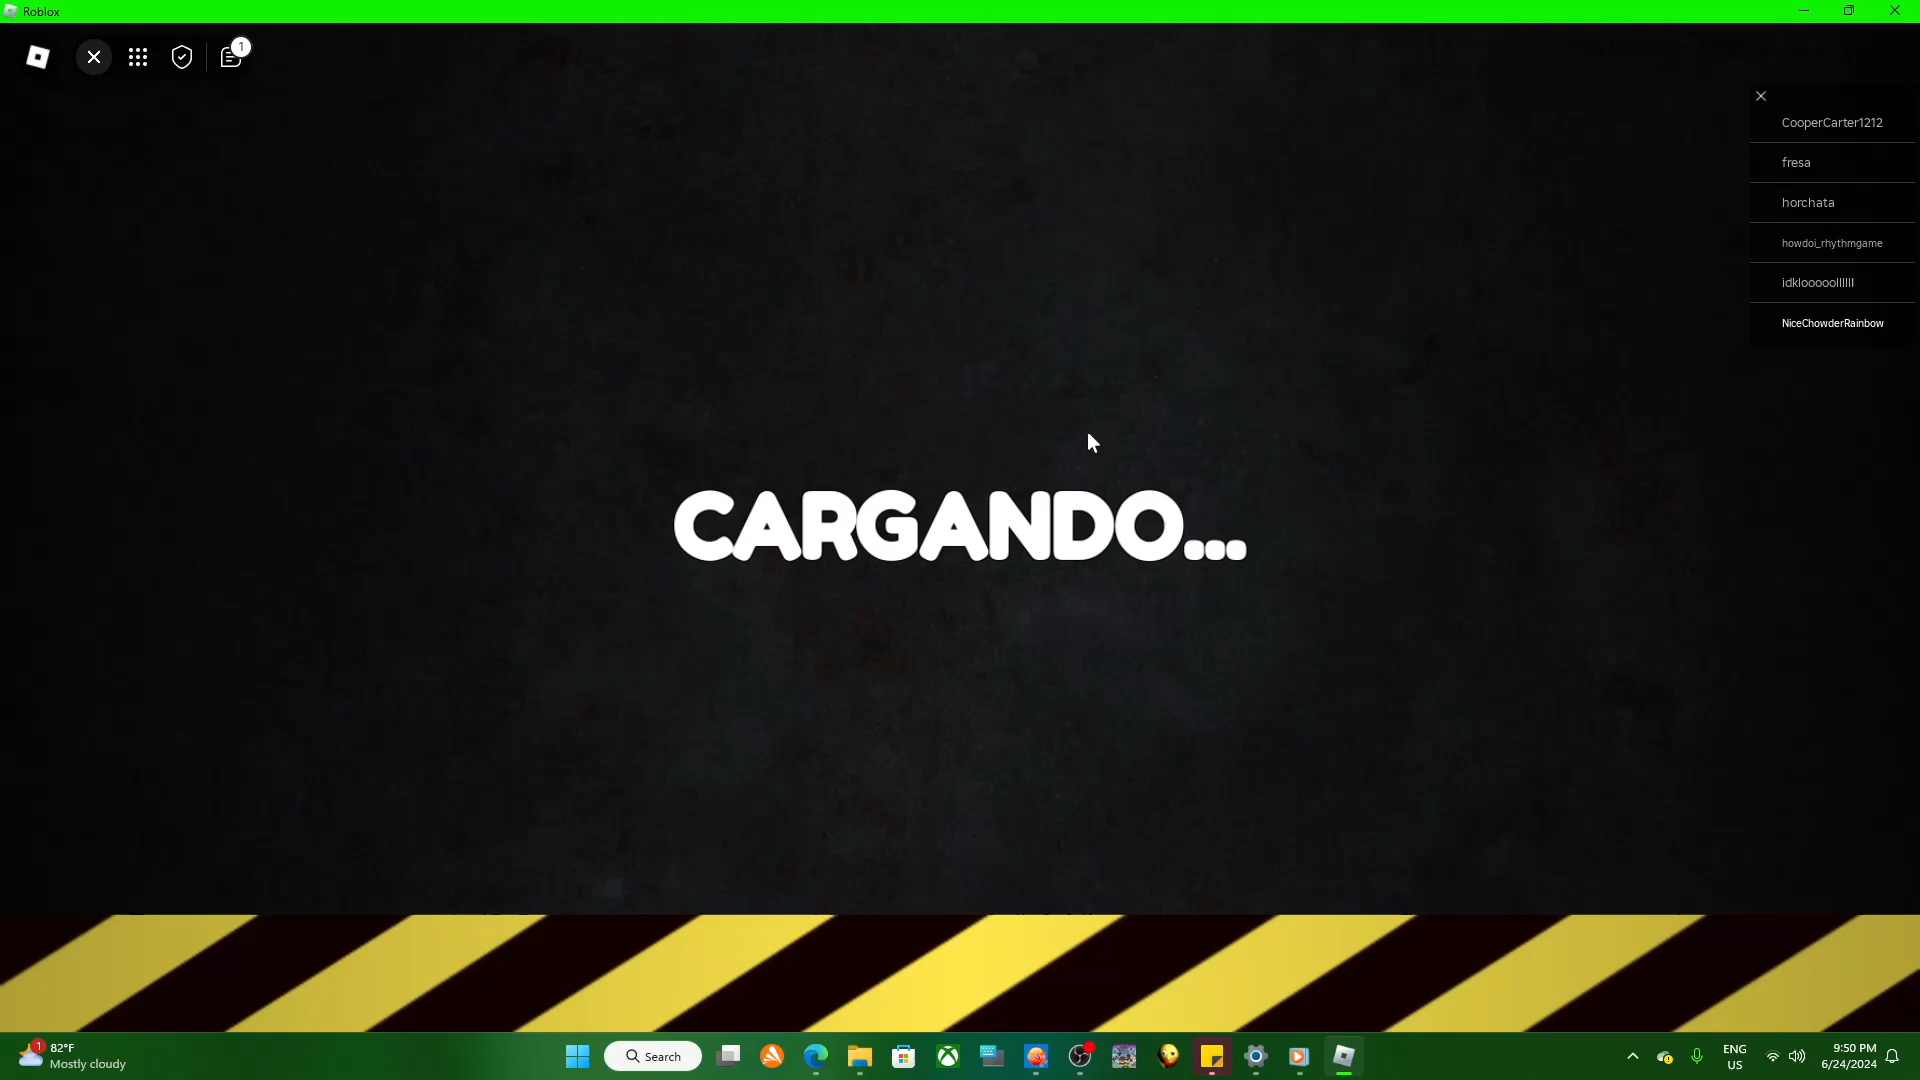 Roblox
1
CooperCarter1212
fresa
horchata
howdoi_rhythmgame
NiceChowderRainbow
CARGANDO...
1
82°F
Mostly cloudy
Search
ENG
US
9:50 PM
6/24/2024